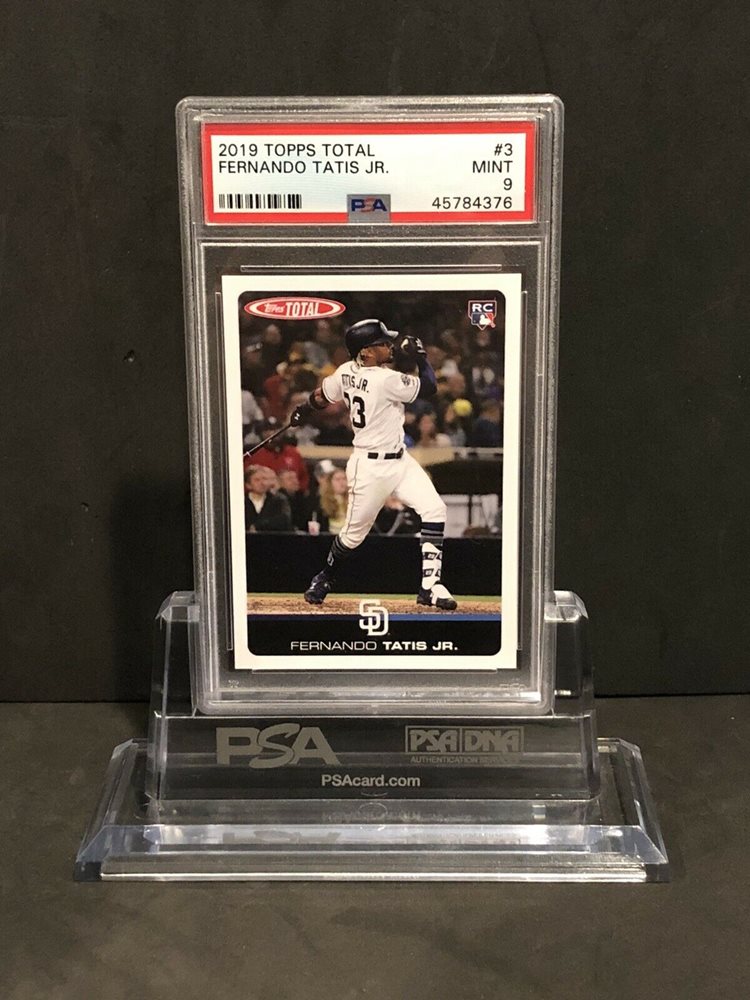 2019 TOPPS TOTAL #3
FERNANDO TATIS JR. MINT
9
PSA 45784376
Topps TOTAL
RC
TATIS JR.
23
SD
FERNANDO TATIS JR.
PSA PSA DNA
AUTHENTICATION SERVICES
PSAcard.com